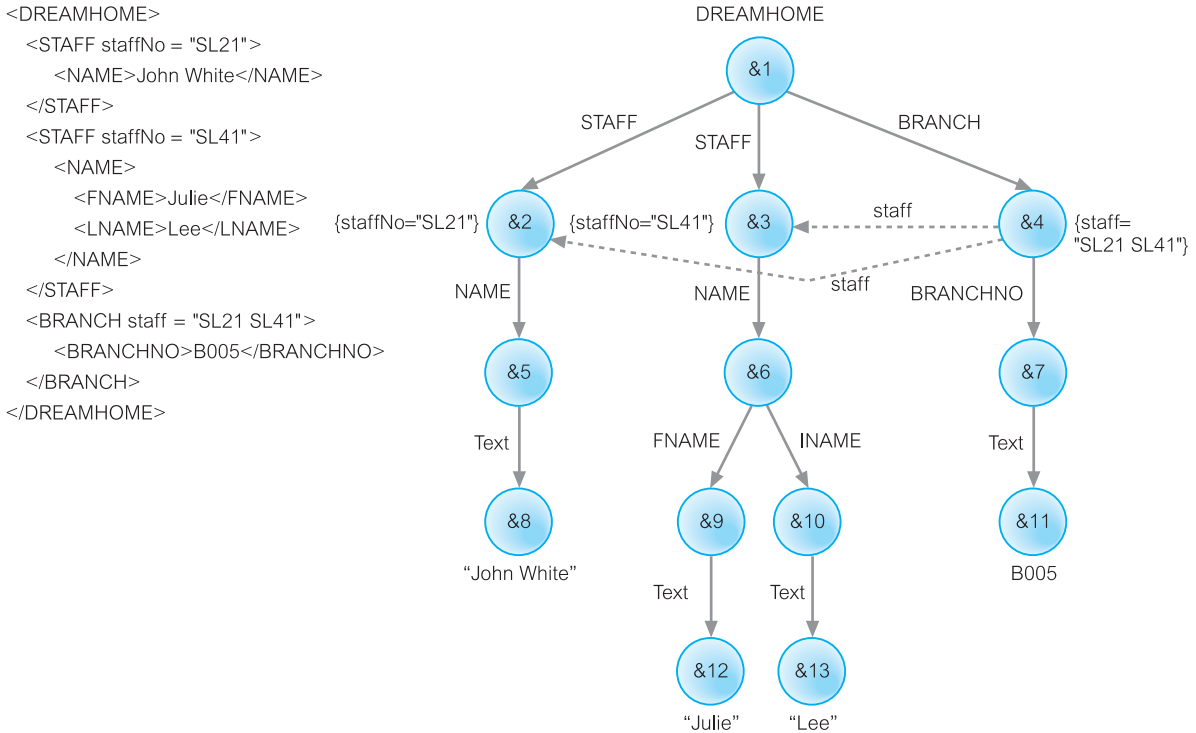 <DREAMHOME>
<STAFF staffNo = "SL21">
<NAME>John White</NAME>
</STAFF>
<STAFF staffNo = "SL41">
<NAME>
<FNAME>Julie</FNAME>
<LNAME>Lee</LNAME>
</NAME>
</STAFF>
<BRANCH staff = "SL21 SL41">
<BRANCHNO>B005</BRANCHNO>
</BRANCH>
</DREAMHOME>
DREAMHOME
&1
STAFF
STAFF
BRANCH
{staffNo="SL21"}
&2
{staffNo="SL41"}
&3
staff
&4
{staff=
"SL21 SL41"}
staff
NAME
NAME
BRANCHNO
&5
&6
&7
Text
FNAME
INAME
Text
&8
&9
&10
&11
“John White”
B005
Text
Text
&12
&13
“Julie”
“Lee”